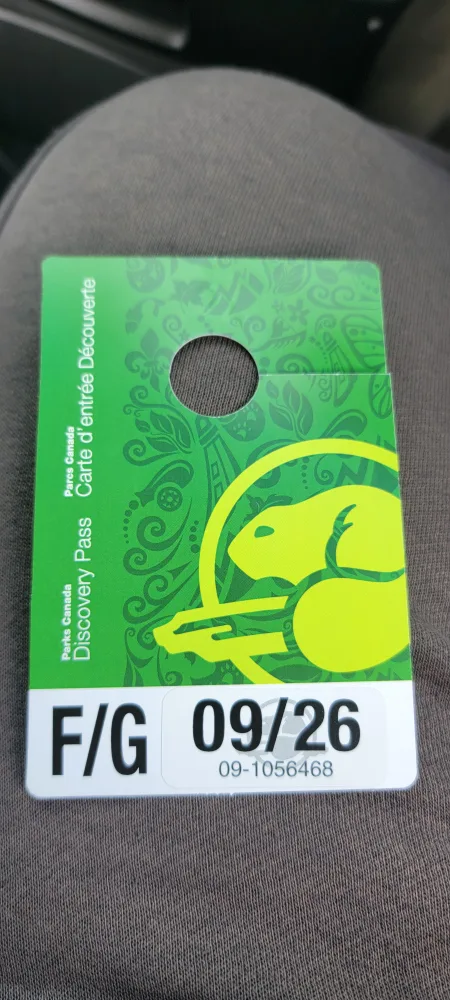 Parks Canada
Discovery Pass
Parcs Canada
Carte d'entrée Découverte
F/G
09/26
09-1056468